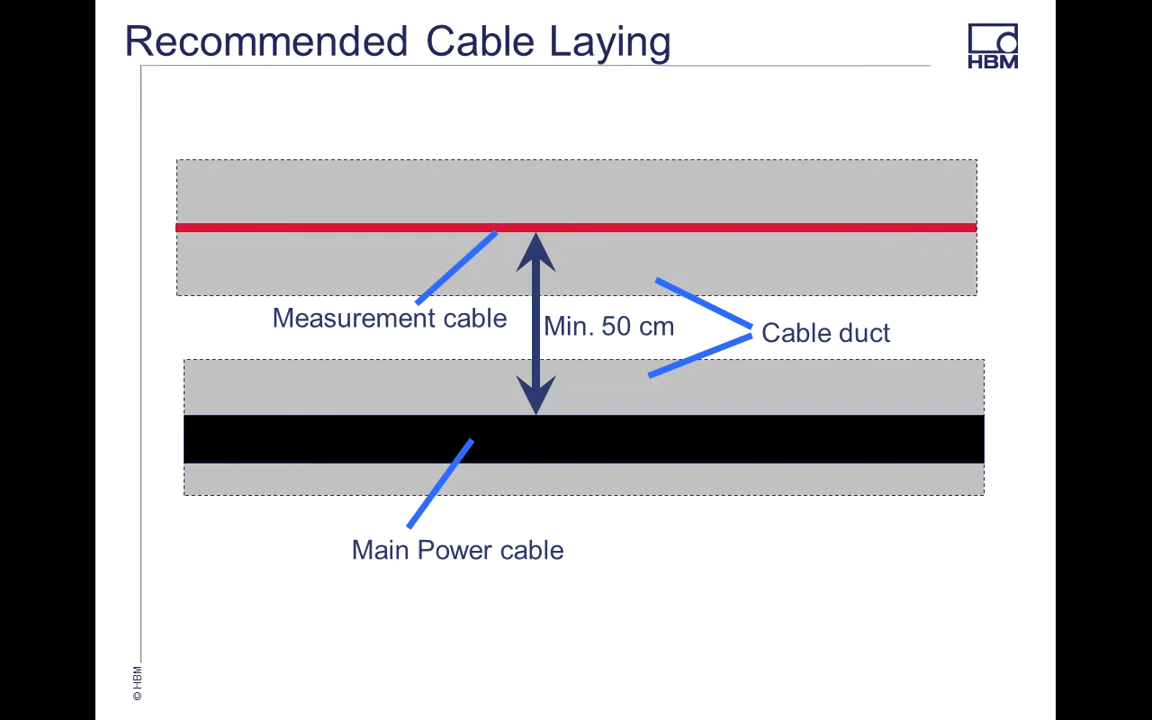 Recommended Cable Laying
HBM
Measurement cable
Min. 50 cm
Cable duct
Main Power cable
© HBM